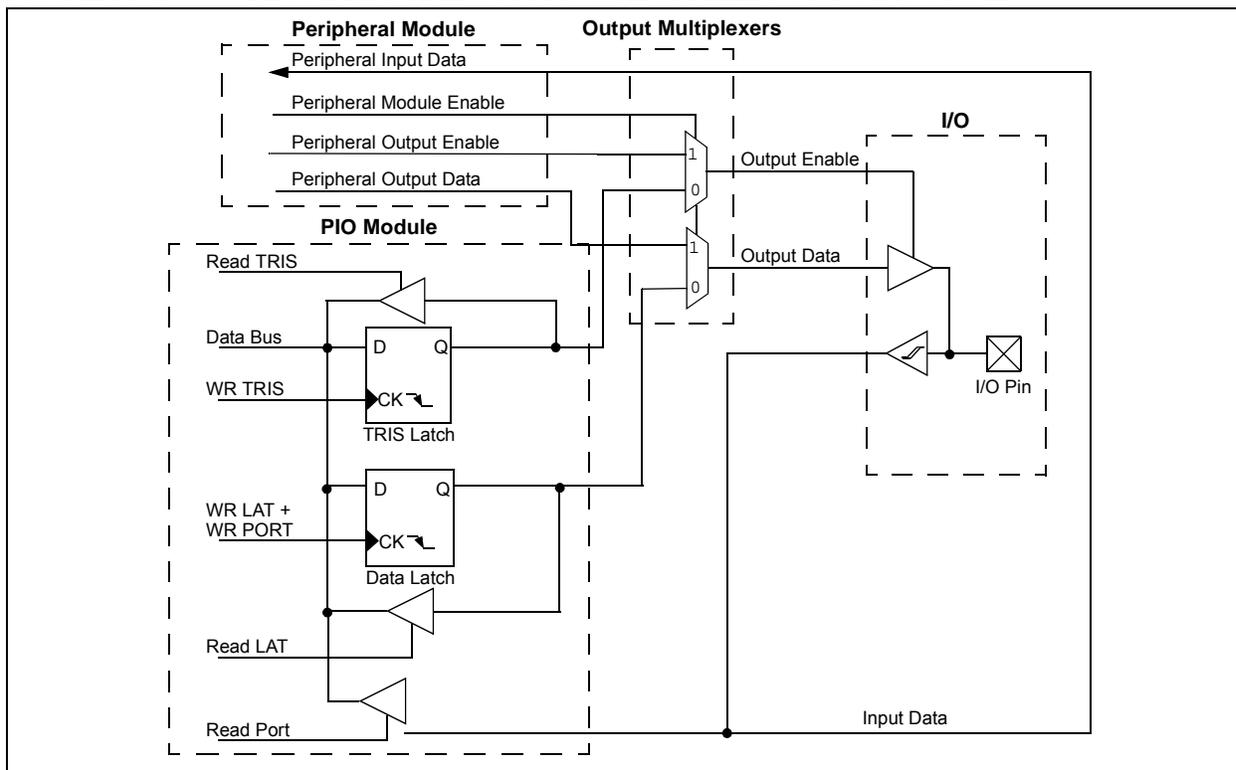 Peripheral Module
Output Multiplexers
Peripheral Input Data
Peripheral Module Enable
Peripheral Output Enable
Peripheral Output Data
1
0
Output Enable
I/O
PIO Module
1
0
Output Data
Read TRIS
Data Bus
D Q
WR TRIS
CK
TRIS Latch
I/O Pin
D Q
WR LAT +
WR PORT
CK
Data Latch
Read LAT
Read Port
Input Data